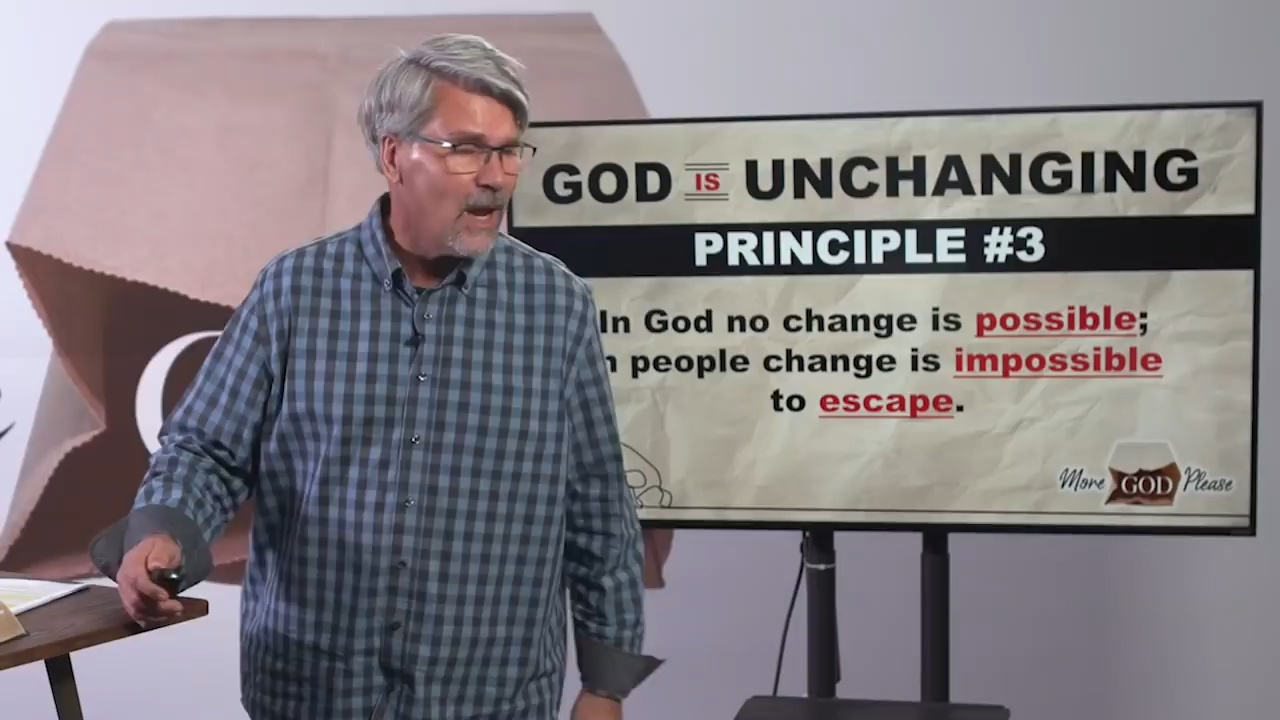 GOD IS UNCHANGING
PRINCIPLE #3
In God no change is possible;
people change is impossible
to escape.
More GOD Please